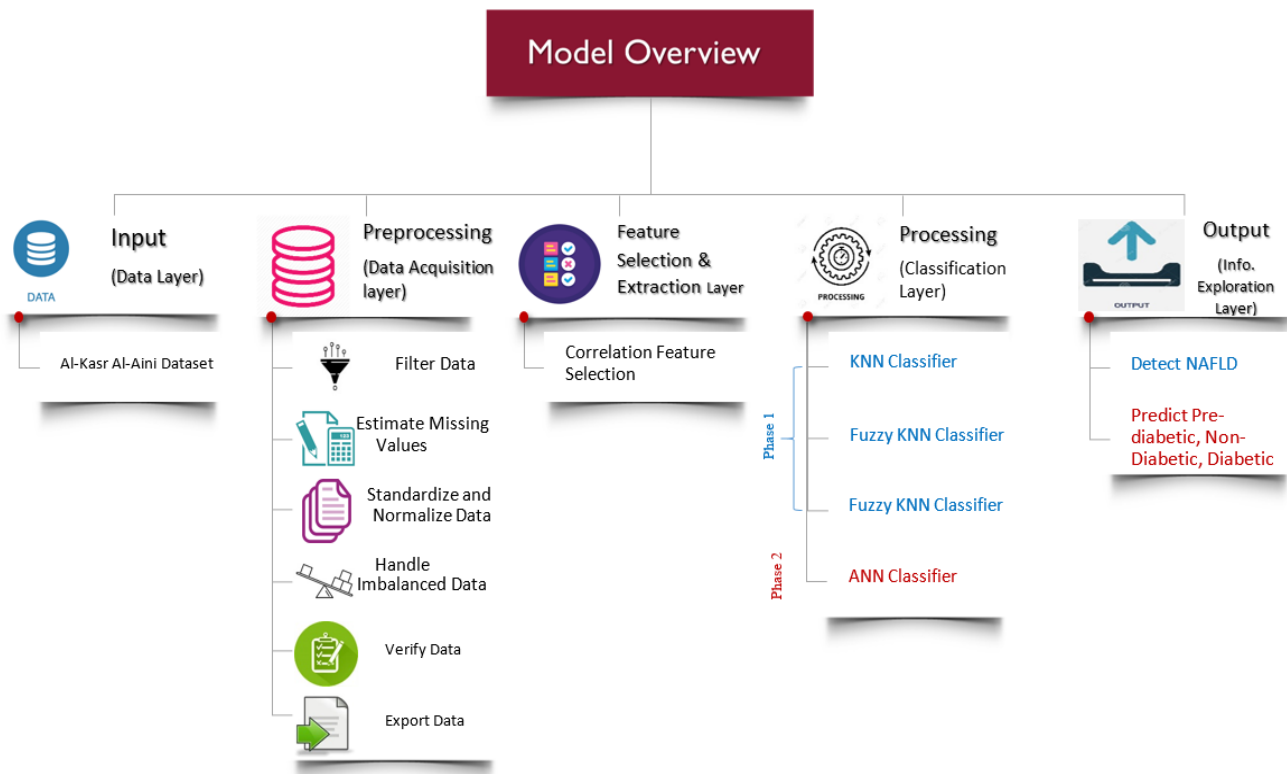 Model Overview
DATA
Input
(Data Layer)
Al-Kasr Al-Aini Dataset
Preprocessing
(Data Acquisition
layer)
Filter Data
Estimate Missing
Values
123
Standardize and
Normalize Data
Handle
Imbalanced Data
Verify Data
Export Data
Feature
Selection &
Extraction Layer
Correlation Feature
Selection
PROCESSING
Processing
(Classification
Layer)
Phase 1
KNN Classifier
Fuzzy KNN Classifier
Fuzzy KNN Classifier
Phase 2
ANN Classifier
OUTPUT
Output
(Info.
Exploration
Layer)
Detect NAFLD
Predict Pre-
diabetic, Non-
Diabetic, Diabetic